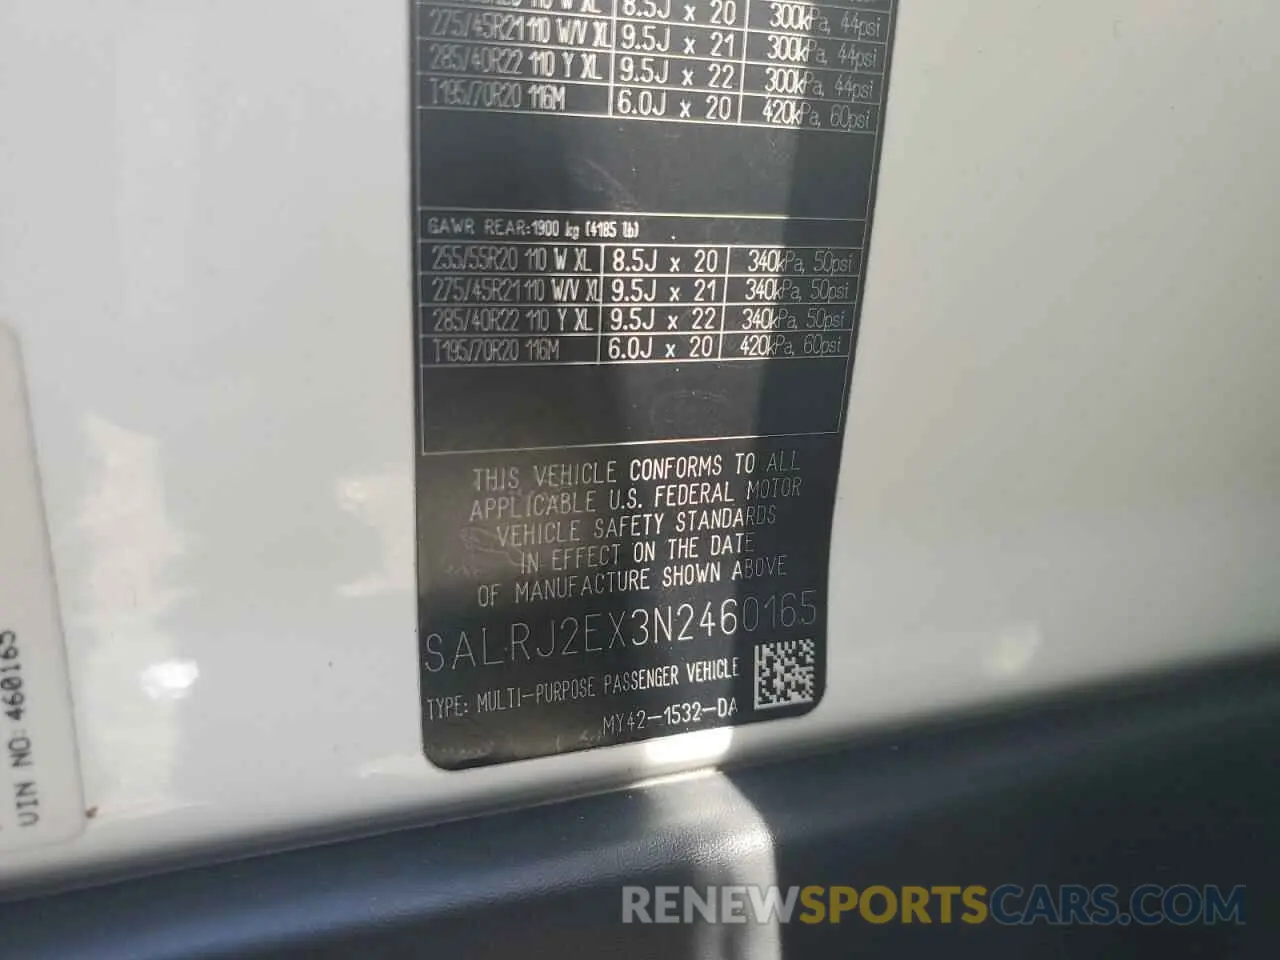 8.5J x 20 300kPa, 44psi
275/45R21 110 W/V XL 9.5J x 21 300kPa, 44psi
285/40R22 110 Y XL 9.5J x 22 300kPa, 44psi
T195/70R20 116M 6.0J x 20 420kPa, 60psi
GAWR REAR:1900 kg (4185 lb)
255/55R20 110 W XL 8.5J x 20 340kPa, 50psi
275/45R21 110 W/V XL 9.5J x 21 340kPa, 50psi
285/40R22 110 Y XL 9.5J x 22 340kPa, 50psi
T195/70R20 116M 6.0J x 20 420kPa, 60psi
THIS VEHICLE CONFORMS TO ALL
APPLICABLE U.S. FEDERAL MOTOR
VEHICLE SAFETY STANDARDS
IN EFFECT ON THE DATE
OF MANUFACTURE SHOWN ABOVE
SALRJ2EX3N2460165
TYPE: MULTI-PURPOSE PASSENGER VEHICLE
MY42-1532-DA
VIN NO: 460165
RENEWSPORTSCARS.COM